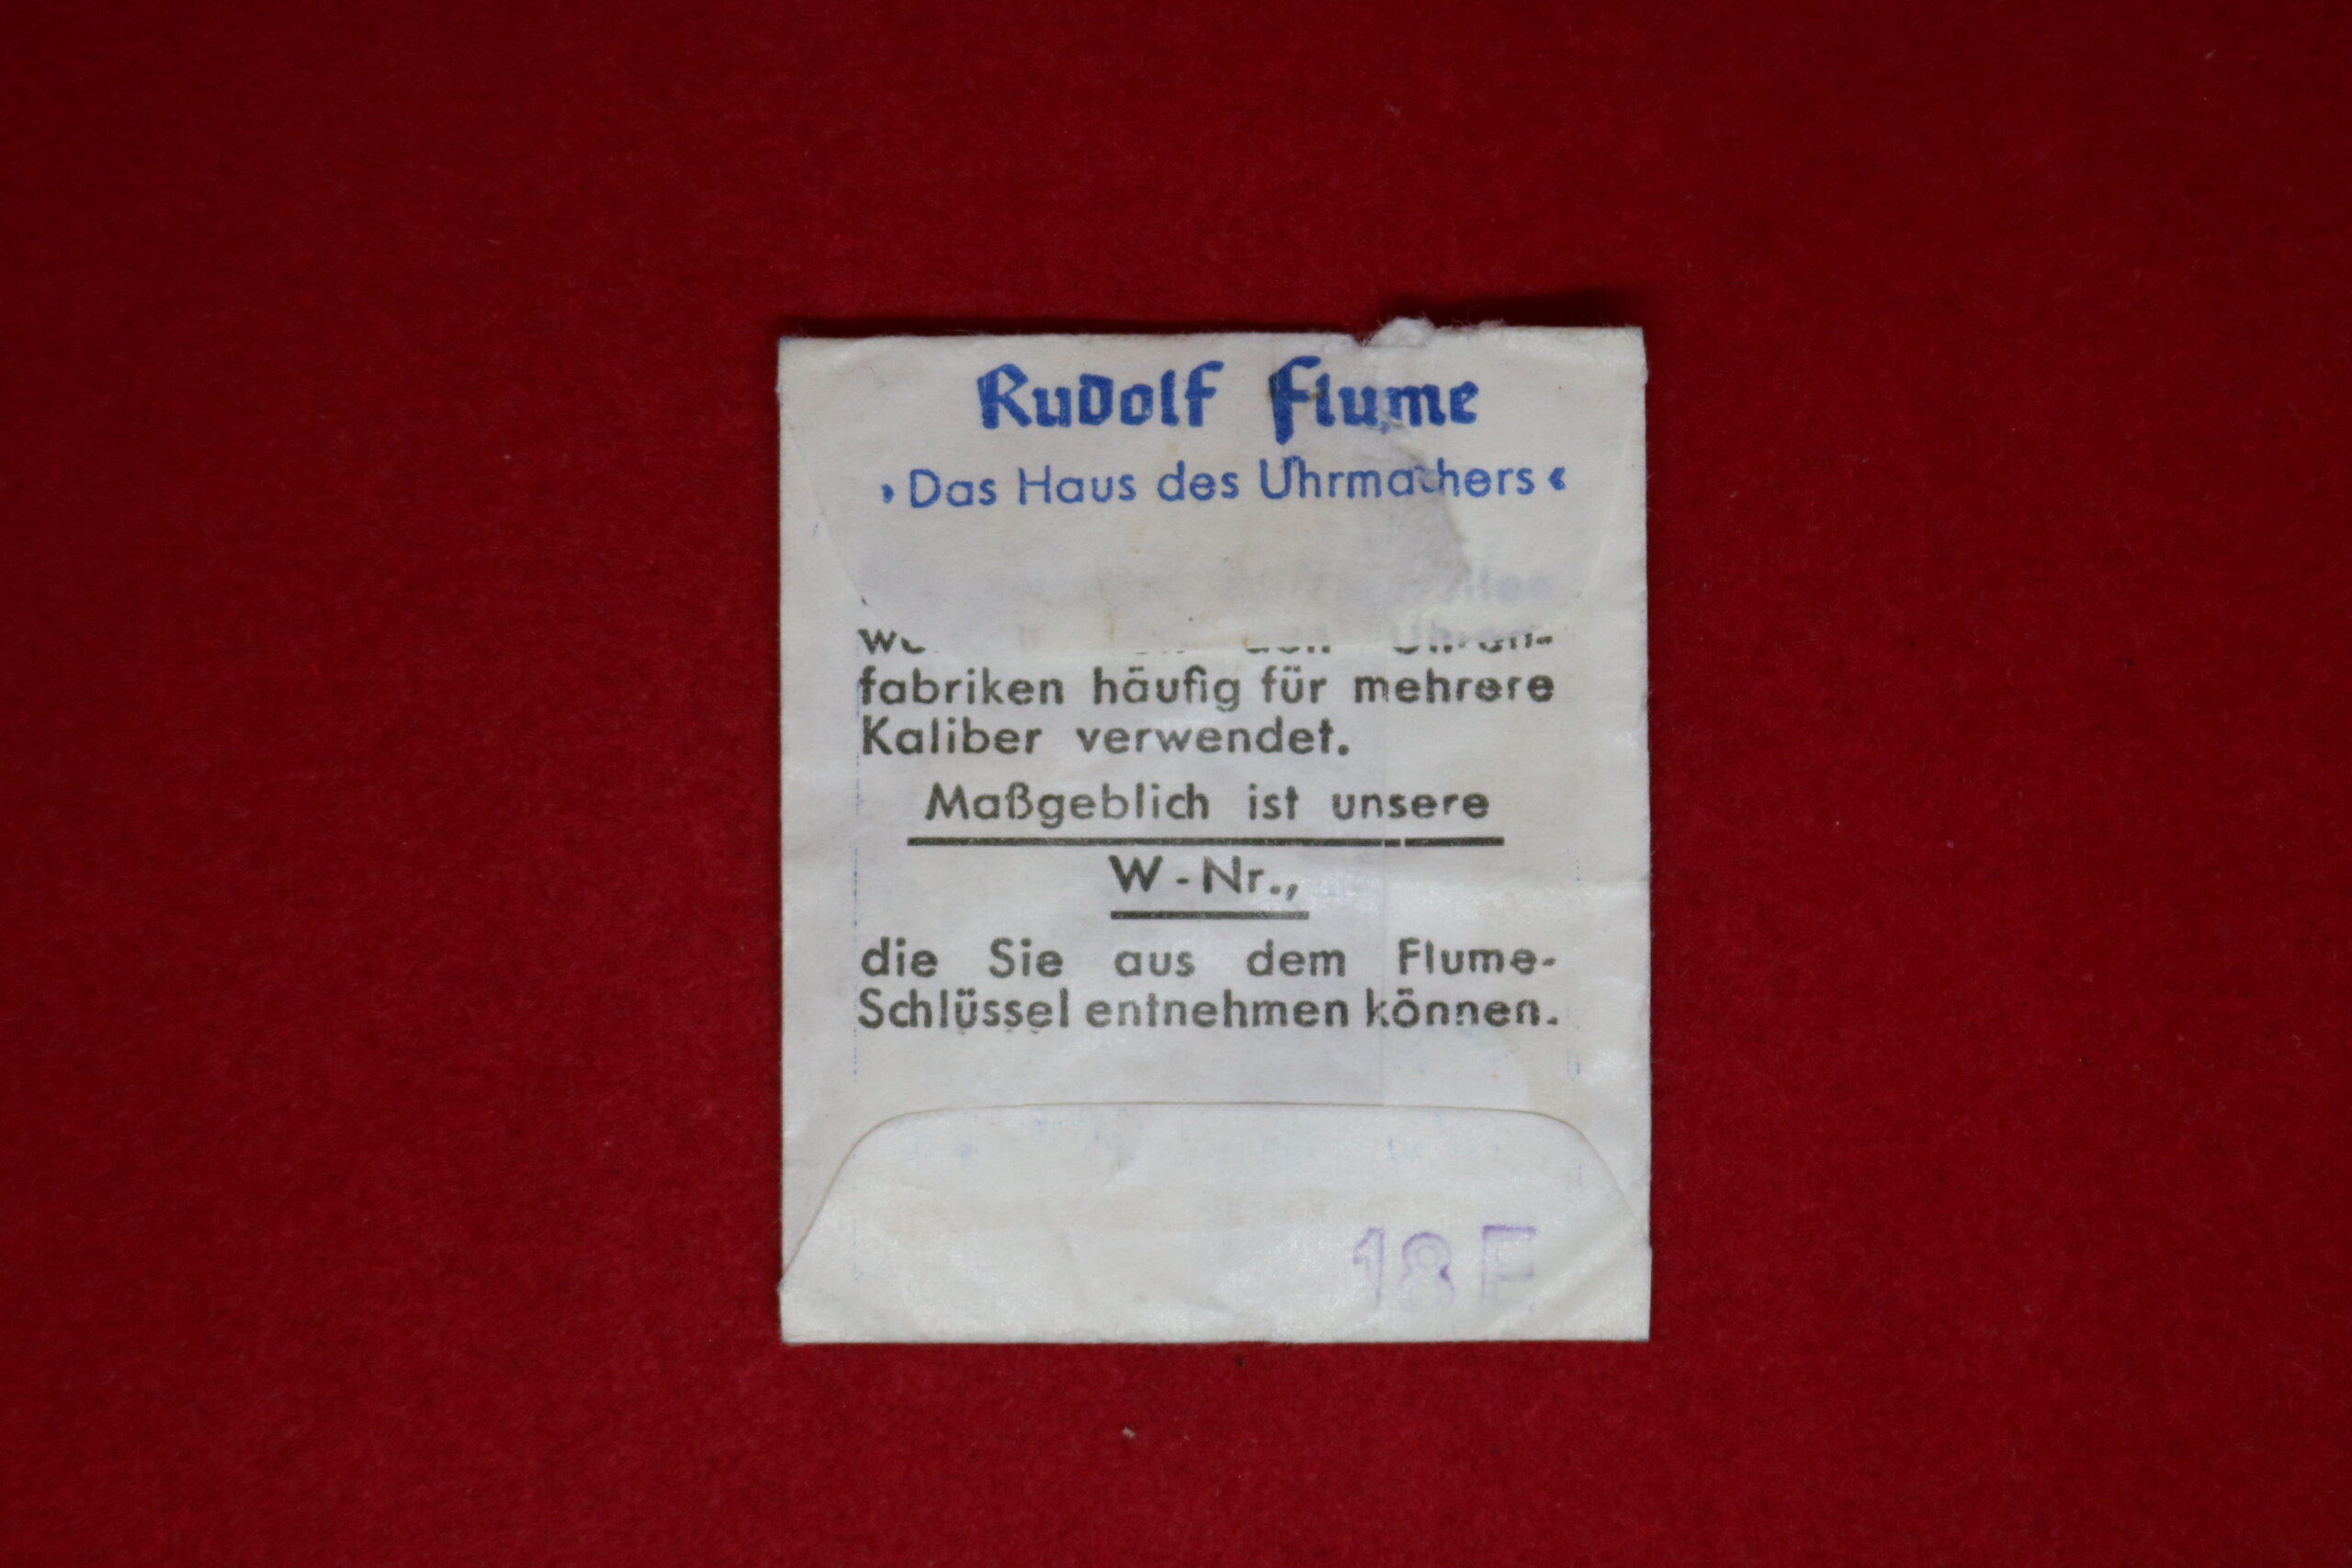 Rudolf Flume
›Das Haus des Uhrmachers‹
fabriken häufig für mehrere
Kaliber verwendet.
Maßgeblich ist unsere
W-Nr.,
die Sie aus dem Flume-
Schlüssel entnehmen können.
18 E